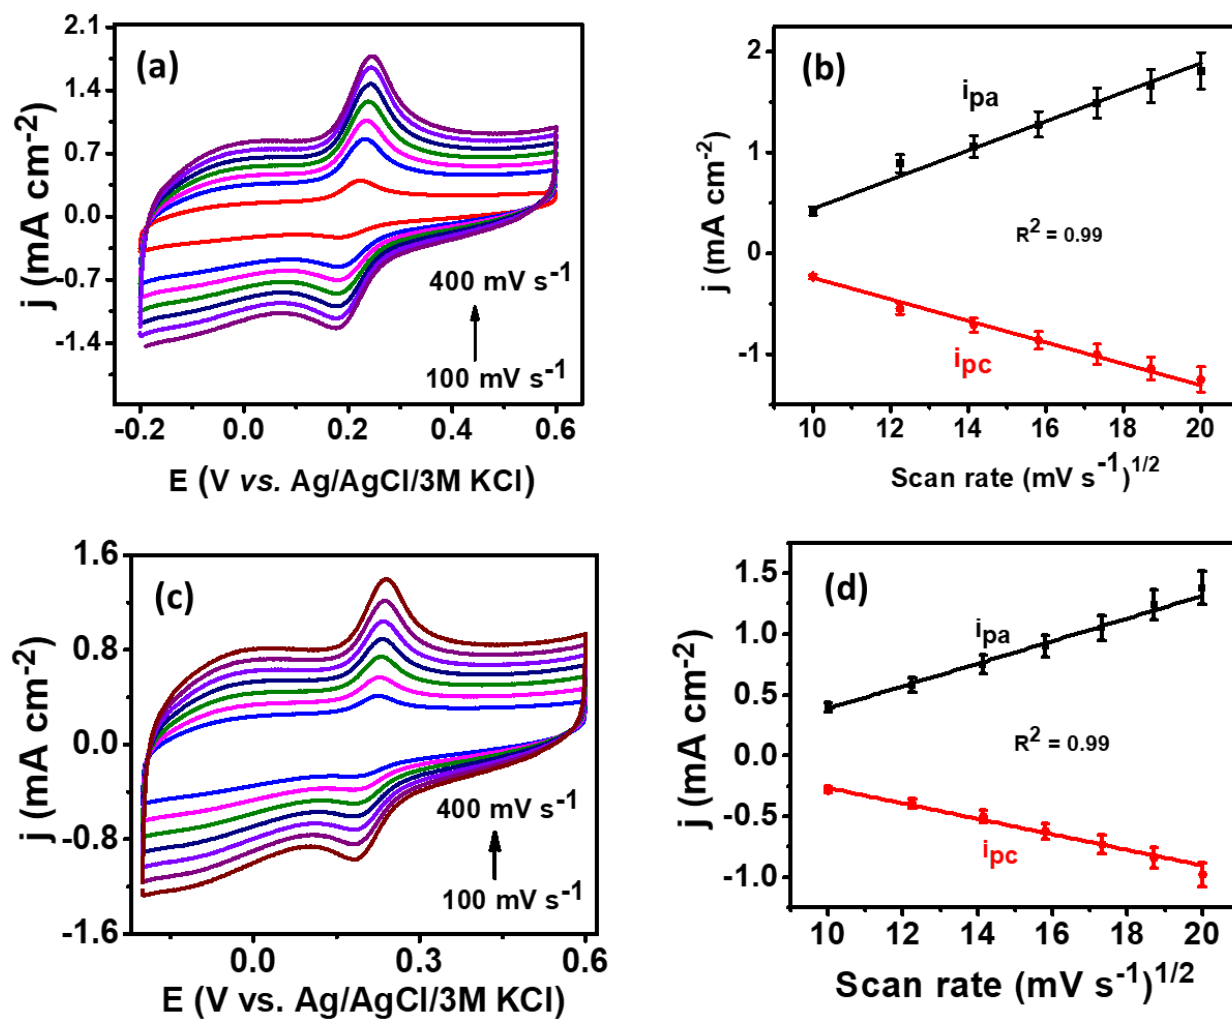 (a)
2.1
1.4
0.7
0.0
-0.7
-1.4
j (mA cm⁻²)
400 mV s⁻¹
100 mV s⁻¹
-0.2 0.0 0.2 0.4 0.6
E (V vs. Ag/AgCl/3M KCl)
(b)
2
1
0
-1
j (mA cm⁻²)
ipa
R² = 0.99
ipc
10 12 14 16 18 20
Scan rate (mV s⁻¹)¹/²
(c)
1.6
0.8
0.0
-0.8
-1.6
j (mA cm⁻²)
400 mV s⁻¹
100 mV s⁻¹
0.0 0.3 0.6
E (V vs. Ag/AgCl/3M KCl)
(d)
1.5
1.0
0.5
0.0
-0.5
-1.0
j (mA cm⁻²)
ipa
R² = 0.99
ipc
10 12 14 16 18 20
Scan rate (mV s⁻¹)¹/²